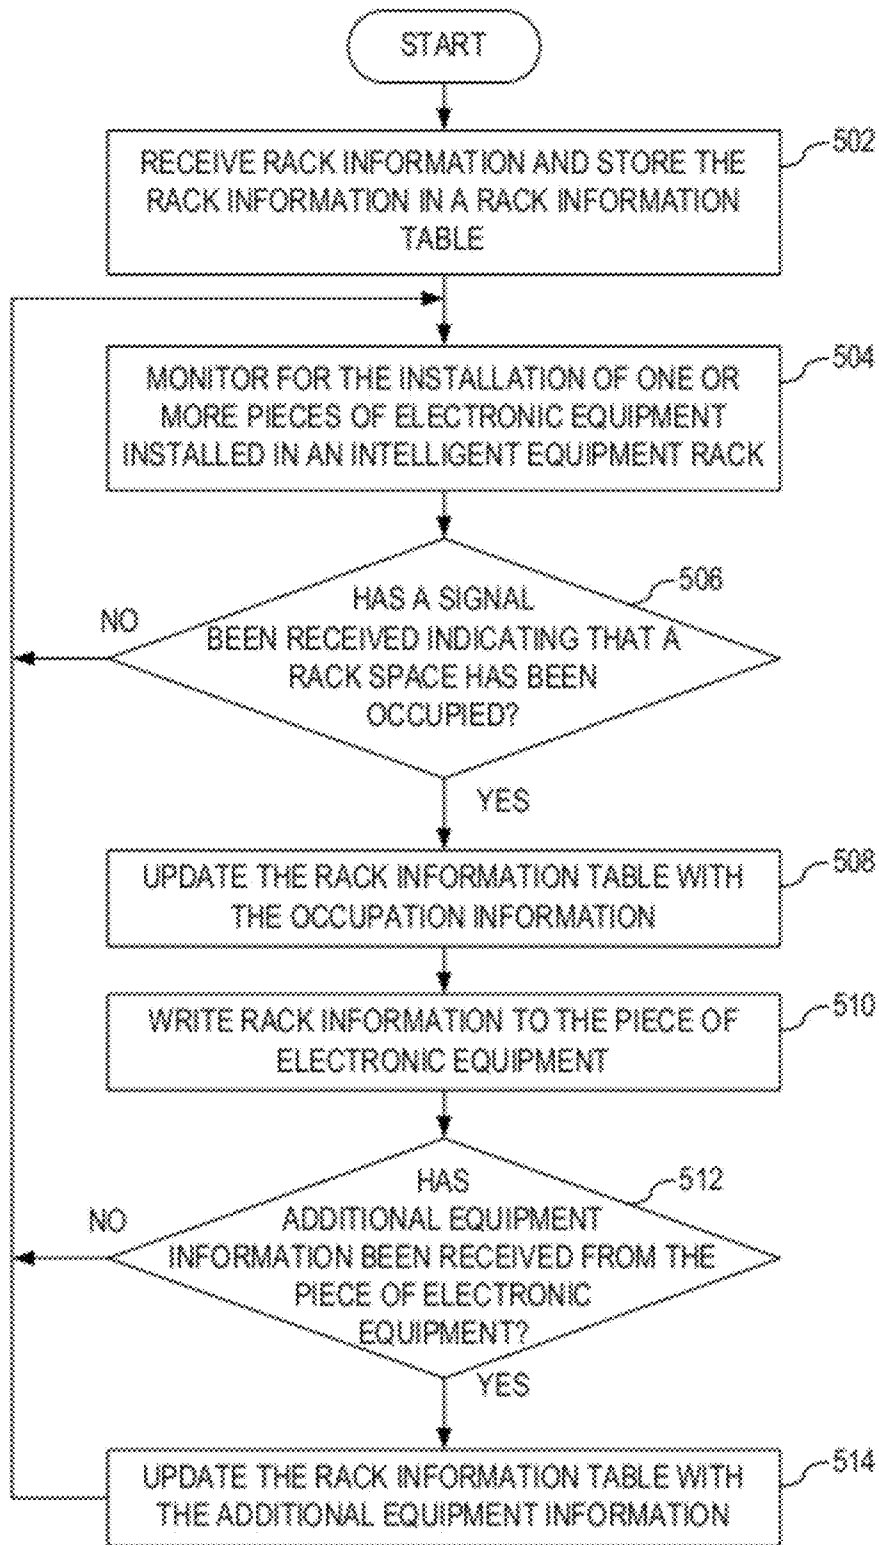 START
502
RECEIVE RACK INFORMATION AND STORE THE
RACK INFORMATION IN A RACK INFORMATION
TABLE
504
MONITOR FOR THE INSTALLATION OF ONE OR
MORE PIECES OF ELECTRONIC EQUIPMENT
INSTALLED IN AN INTELLIGENT EQUIPMENT RACK
506
NO
HAS A SIGNAL
BEEN RECEIVED INDICATING THAT A
RACK SPACE HAS BEEN
OCCUPIED?
YES
508
UPDATE THE RACK INFORMATION TABLE WITH
THE OCCUPATION INFORMATION
510
WRITE RACK INFORMATION TO THE PIECE OF
ELECTRONIC EQUIPMENT
512
NO
HAS
ADDITIONAL EQUIPMENT
INFORMATION BEEN RECEIVED FROM THE
PIECE OF ELECTRONIC
EQUIPMENT?
YES
514
UPDATE THE RACK INFORMATION TABLE WITH
THE ADDITIONAL EQUIPMENT INFORMATION